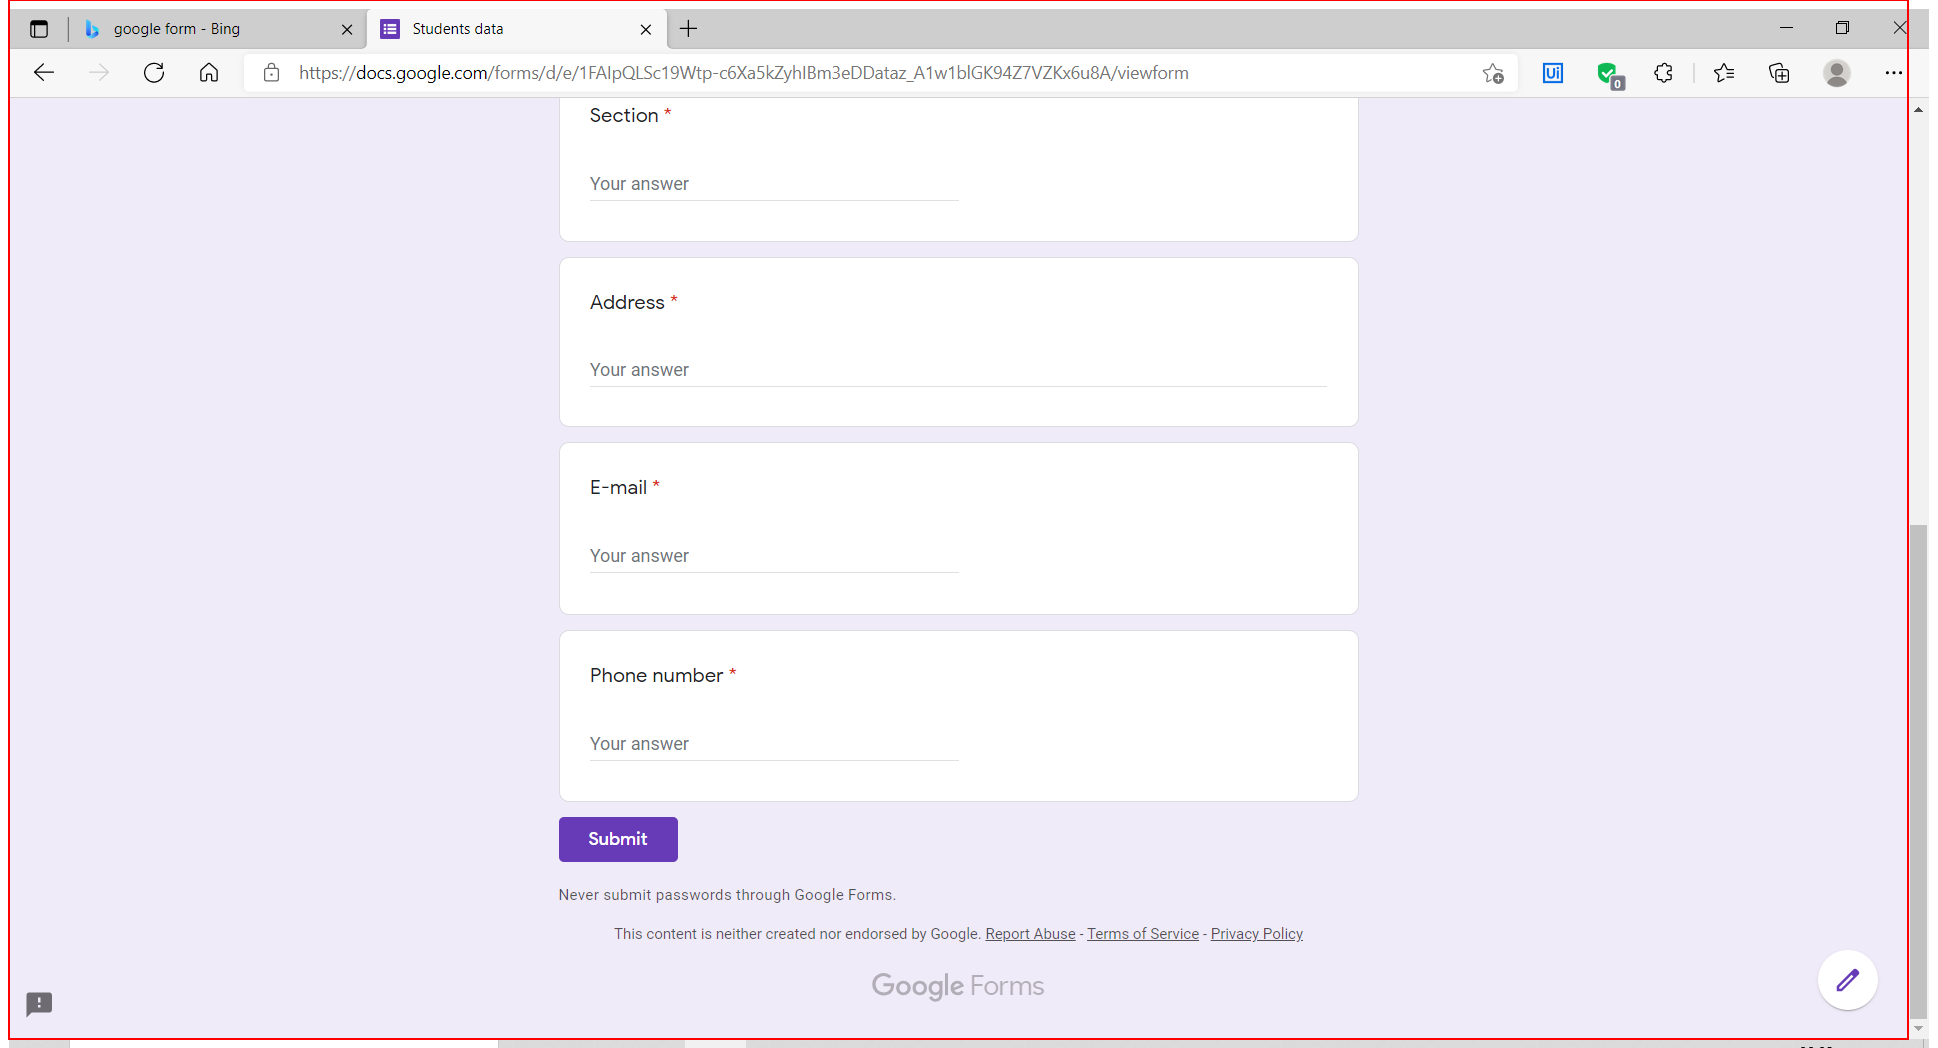 google form - Bing
Students data
https://docs.google.com/forms/d/e/1FAIpQLSc19Wtp-c6Xa5kZyhIBm3eDDataz_A1w1blGK94Z7VZKx6u8A/viewform
Ui
0
Section *
Your answer
Address *
Your answer
E-mail *
Your answer
Phone number *
Your answer
Submit
Never submit passwords through Google Forms.
This content is neither created nor endorsed by Google. Report Abuse - Terms of Service - Privacy Policy
Google Forms